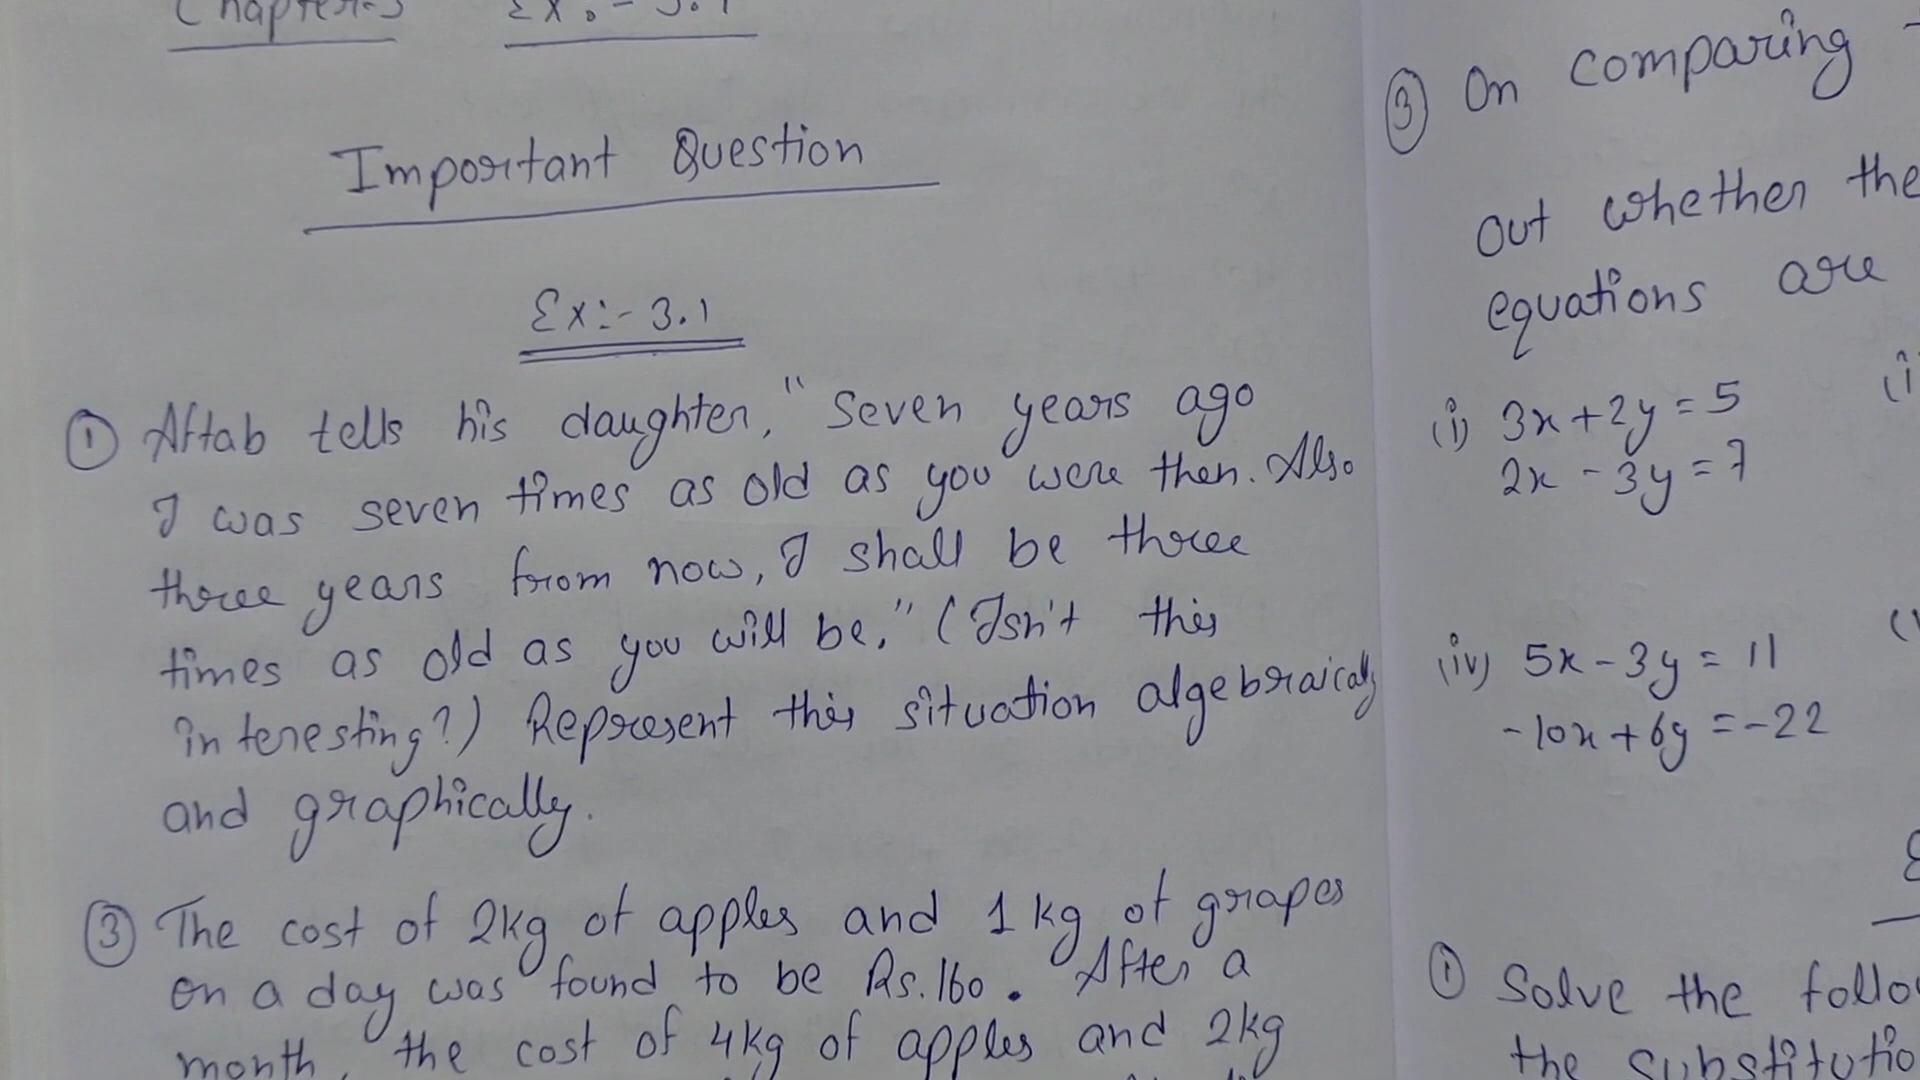 Chapter-3 Ex:- 3.1
Important Question
Ex:- 3.1
① Aftab tells his daughter, "Seven years ago
I was seven times as old as you were then. Also
three years from now, I shall be three
times as old as you will be." (Isn't this
interesting?) Represent this situation algebraically
and graphically.
③ The cost of 2kg of apples and 1kg of grapes
on a day was found to be Rs.160. After a
month, the cost of 4kg of apples and 2kg
③ On comparing
out whether the
equations are
(i) 3x+2y=5
2x-3y=7
(iv) 5x-3y=11
-10x+6y=-22
① Solve the follo
the substitutio